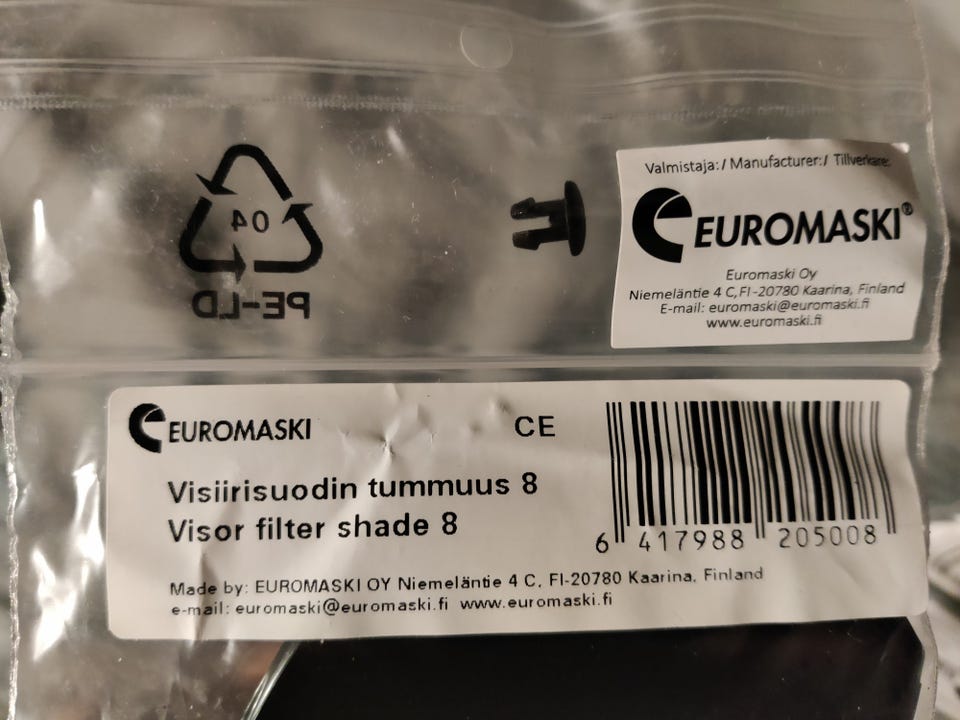 04
PE-LD
Valmistaja:/ Manufacturer:/ Tillverkare:
EUROMASKI®
Euromaski Oy
Niemeläntie 4 C,FI-20780 Kaarina, Finland
E-mail: euromaski@euromaski.fi
www.euromaski.fi
EUROMASKI
CE
Visiirisuodin tummuus 8
Visor filter shade 8
6 417988 205008
Made by: EUROMASKI OY Niemeläntie 4 C, FI-20780 Kaarina, Finland
e-mail: euromaski@euromaski.fi www.euromaski.fi